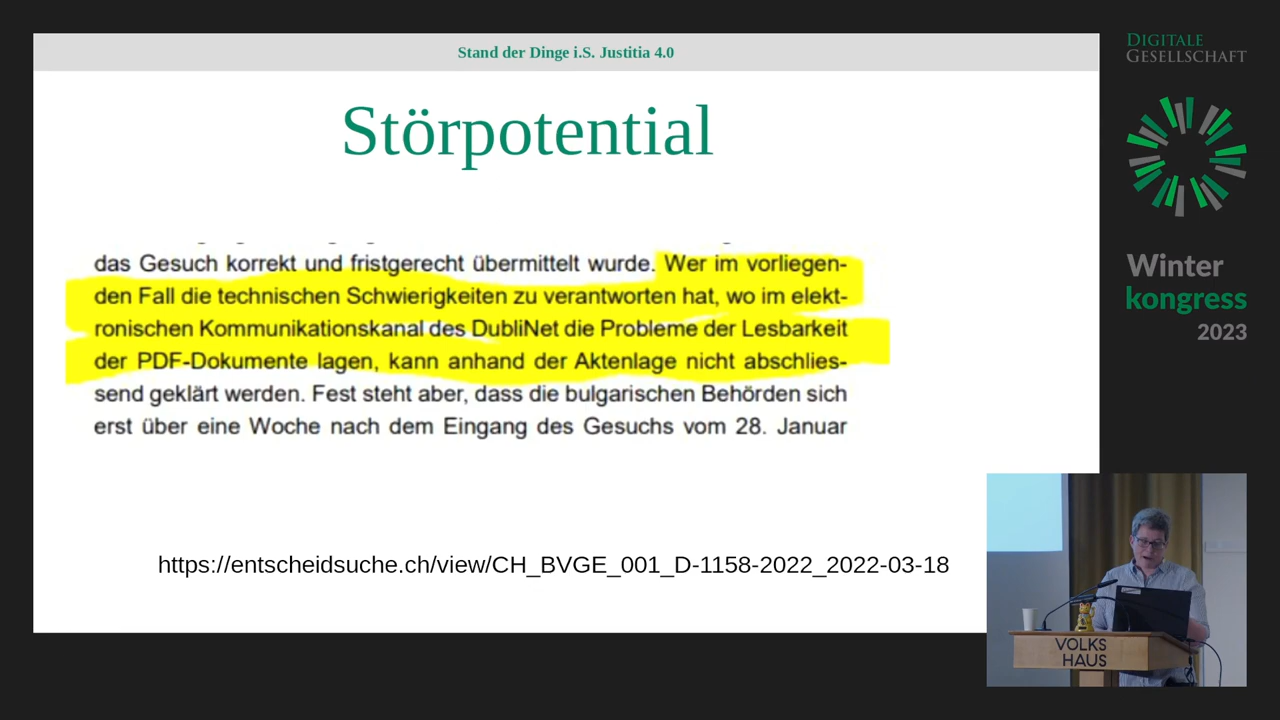 Stand der Dinge i.S. Justitia 4.0
Störpotential
das Gesuch korrekt und fristgerecht übermittelt wurde. Wer im vorliegen-
den Fall die technischen Schwierigkeiten zu verantworten hat, wo im elekt-
ronischen Kommunikationskanal des DubliNet die Probleme der Lesbarkeit
der PDF-Dokumente lagen, kann anhand der Aktenlage nicht abschlies-
send geklärt werden. Fest steht aber, dass die bulgarischen Behörden sich
erst über eine Woche nach dem Eingang des Gesuchs vom 28. Januar
https://entscheidsuche.ch/view/CH_BVGE_001_D-1158-2022_2022-03-18
DIGITALE
GESELLSCHAFT
Winter
kongress
2023
VOLKS
HAUS